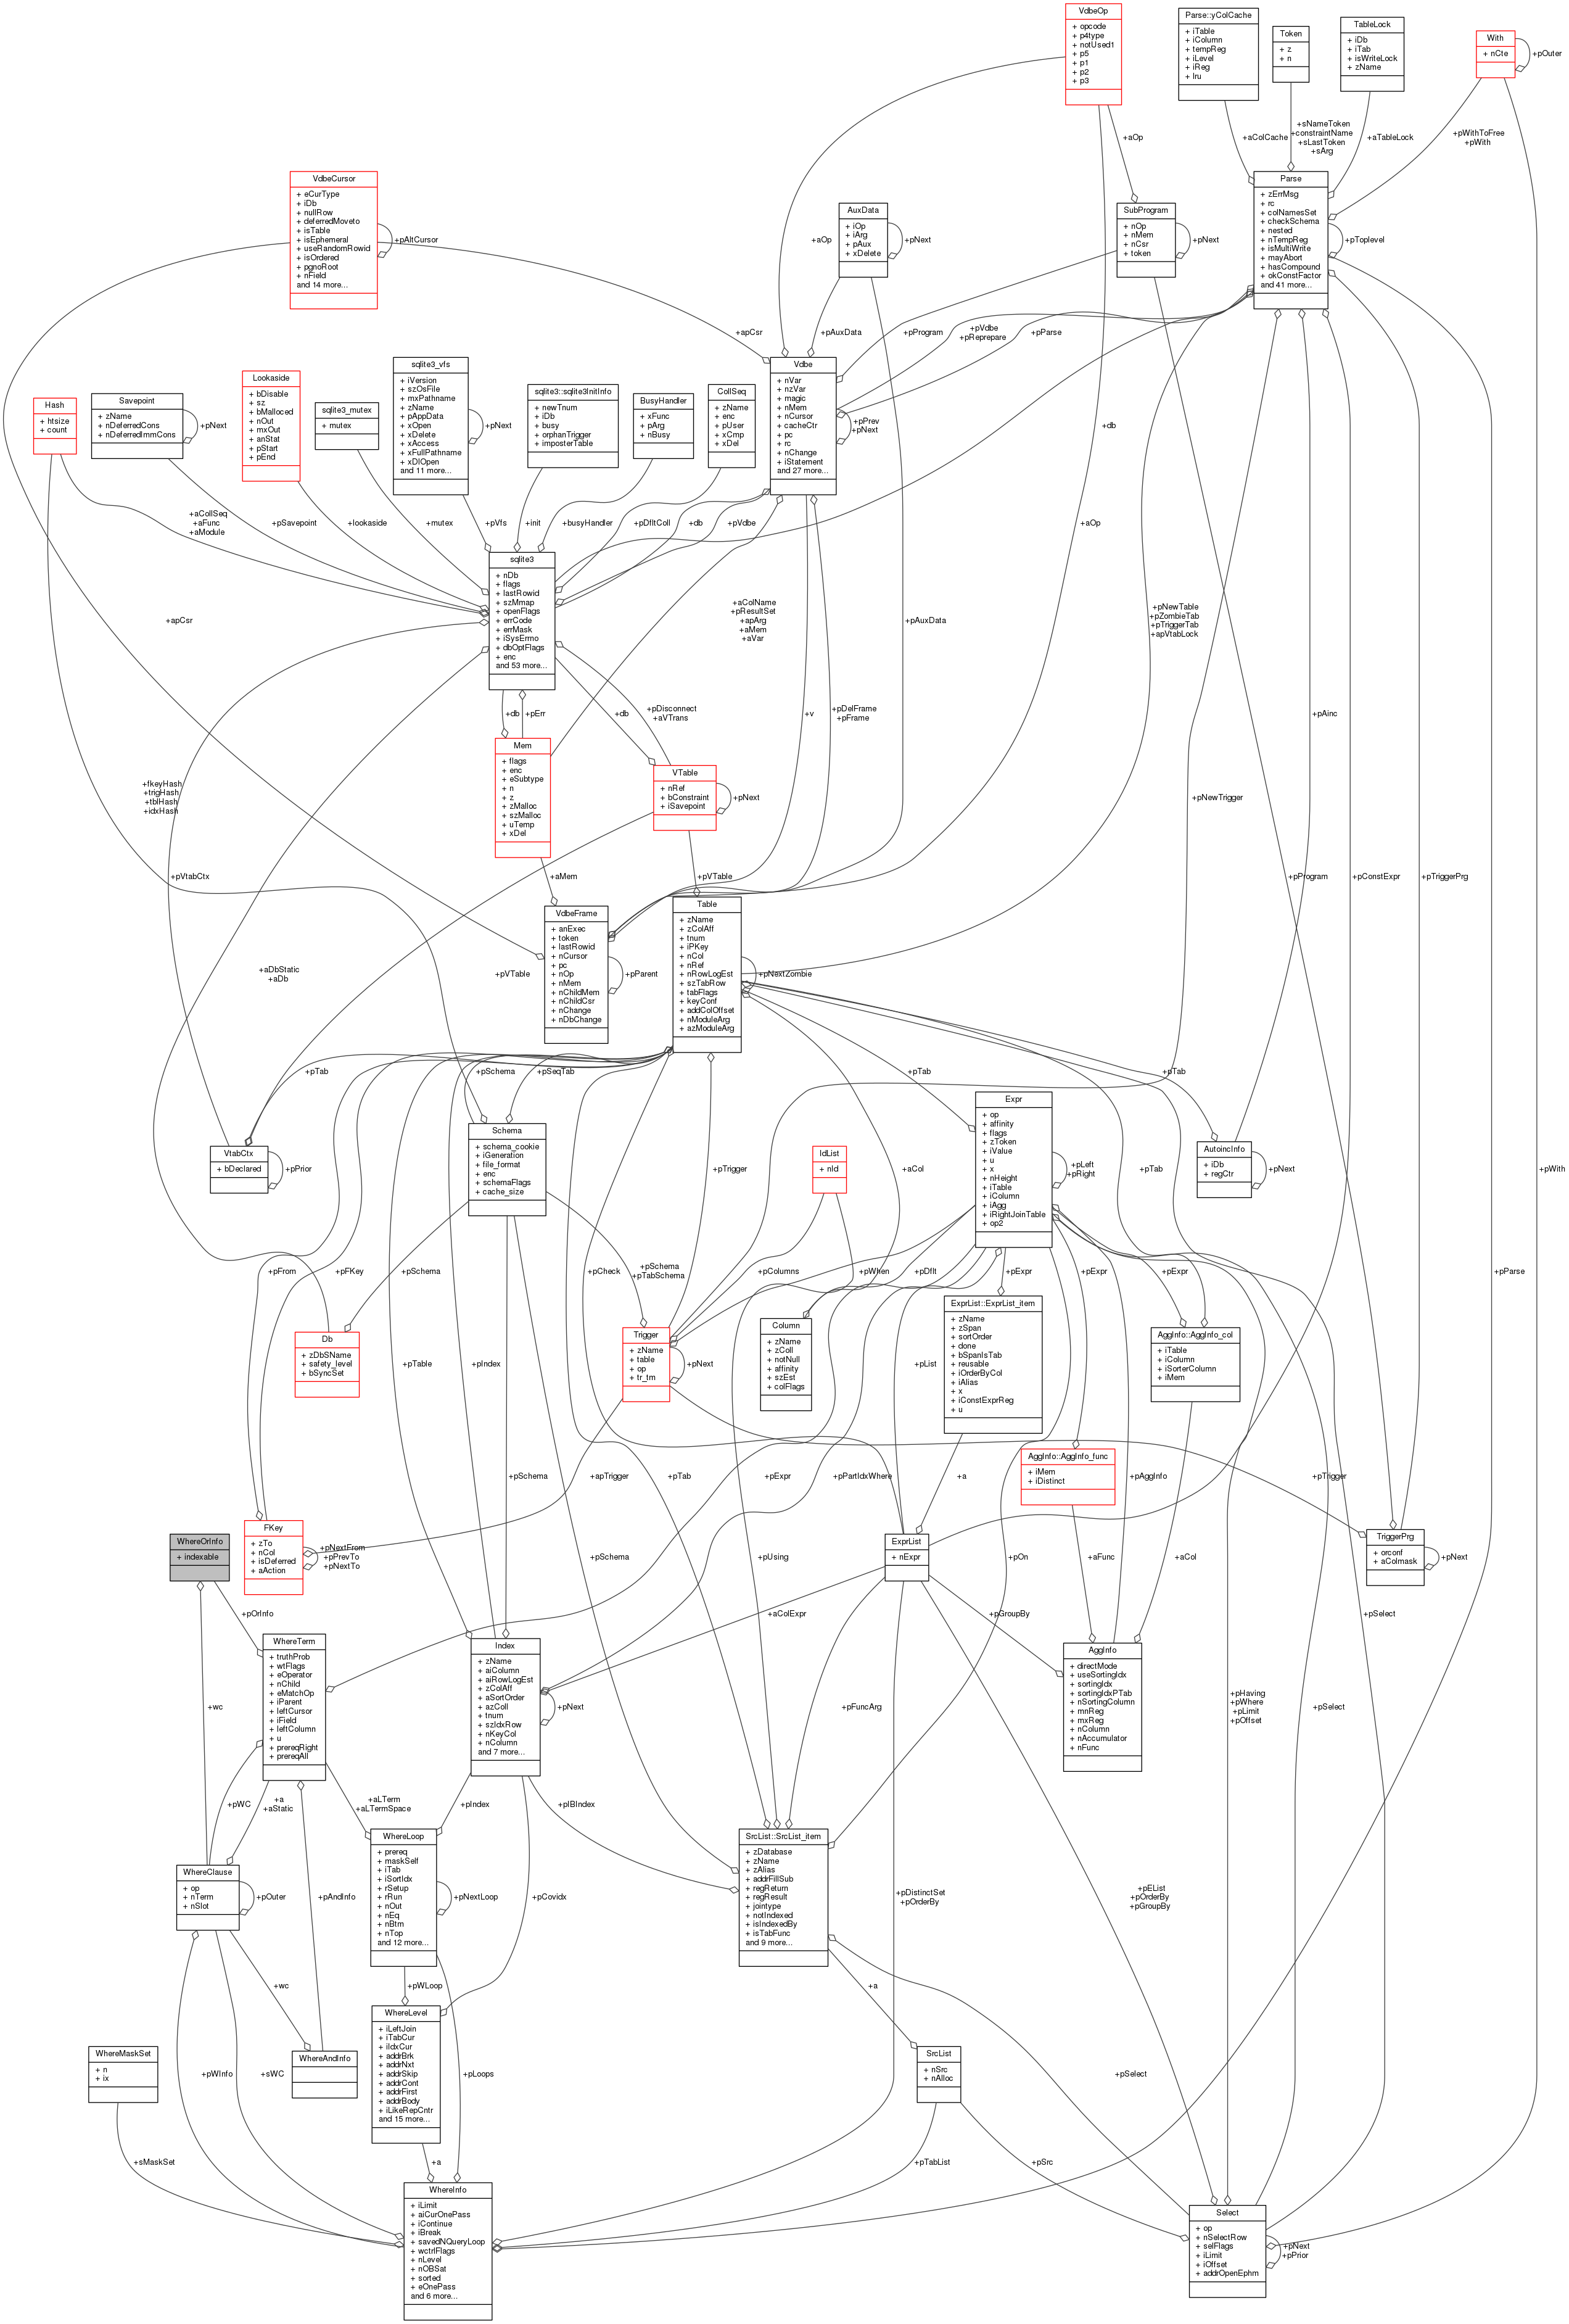 VdbeOp
+ opcode
+ p4type
+ notUsed1
+ p5
+ p1
+ p2
+ p3
Parse::yColCache
+ iTable
+ iColumn
+ tempReg
+ iLevel
+ iReg
+ lru
Token
+ z
+ n
TableLock
+ iDb
+ iTab
+ isWriteLock
+ zName
With
+ nCte
+pOuter
+aOp
+aColCache
+sNameToken
+constraintName
+sLastToken
+sArg
+aTableLock
+pWithToFree
+pWith
VdbeCursor
+ eCurType
+ iDb
+ nullRow
+ deferredMoveto
+ isTable
+ isEphemeral
+ useRandomRowid
+ isOrdered
+ pgnoRoot
+ nField
and 14 more...
+pAltCursor
AuxData
+ iOp
+ iArg
+ pAux
+ xDelete
+pNext
+aOp
SubProgram
+ nOp
+ nMem
+ nCsr
+ token
+pNext
Parse
+ zErrMsg
+ rc
+ colNamesSet
+ checkSchema
+ nested
+ nTempReg
+ isMultiWrite
+ mayAbort
+ hasCompound
+ okConstFactor
and 41 more...
+pToplevel
+apCsr
+pAuxData
+pProgram
+pVdbe
+pReprepare
+pParse
Hash
+ htsize
+ count
Savepoint
+ zName
+ nDeferredCons
+ nDeferredImmCons
+pNext
Lookaside
+ bDisable
+ sz
+ bMalloced
+ nOut
+ mxOut
+ anStat
+ pStart
+ pEnd
sqlite3_mutex
+ mutex
sqlite3_vfs
+ iVersion
+ szOsFile
+ mxPathname
+ zName
+ pAppData
+ xOpen
+ xDelete
+ xAccess
+ xFullPathname
+ xDlOpen
and 11 more...
+pNext
sqlite3::sqlite3InitInfo
+ newTnum
+ iDb
+ busy
+ orphanTrigger
+ imposterTable
BusyHandler
+ xFunc
+ pArg
+ nBusy
CollSeq
+ zName
+ enc
+ pUser
+ xCmp
+ xDel
Vdbe
+ nVar
+ nzVar
+ magic
+ nMem
+ nCursor
+ cacheCtr
+ pc
+ rc
+ nChange
+ iStatement
and 27 more...
+pPrev
+pNext
+db
+aCollSeq
+aFunc
+aModule
+pSavepoint
+lookaside
+mutex
+pVfs
+init
+busyHandler
+pDfltColl
+db
+pVdbe
+aOp
sqlite3
+ nDb
+ flags
+ lastRowid
+ szMmap
+ openFlags
+ errCode
+ errMask
+ iSysErrno
+ dbOptFlags
+ enc
and 53 more...
+apCsr
+aColName
+pResultSet
+apArg
+aMem
+aVar
+pAuxData
+pNewTable
+pZombieTab
+pTriggerTab
+apVtabLock
+db
+pErr
+db
+pDisconnect
+aVTrans
+v
+pDelFrame
+pFrame
+pAinc
Mem
+ flags
+ enc
+ eSubtype
+ n
+ z
+ zMalloc
+ szMalloc
+ uTemp
+ xDel
VTable
+ nRef
+ bConstraint
+ iSavepoint
+pNext
+fkeyHash
+trigHash
+tblHash
+idxHash
+pNewTrigger
+pVtabCtx
+aMem
+pVTable
+pProgram
+pConstExpr
+pTriggerPrg
VdbeFrame
+ anExec
+ token
+ lastRowid
+ nCursor
+ pc
+ nOp
+ nMem
+ nChildMem
+ nChildCsr
+ nChange
+ nDbChange
+pParent
Table
+ zName
+ zColAff
+ tnum
+ iPKey
+ nCol
+ nRef
+ nRowLogEst
+ szTabRow
+ tabFlags
+ keyConf
+ addColOffset
+ nModuleArg
+ azModuleArg
+pNextZombie
+aDbStatic
+aDb
+pVTable
+pTab
+pSchema
+pSeqTab
+pTab
+pTab
VtabCtx
+ bDeclared
+pPrior
Schema
+ schema_cookie
+ iGeneration
+ file_format
+ enc
+ schemaFlags
+ cache_size
+pTrigger
IdList
+ nId
+aCol
Expr
+ op
+ affinity
+ flags
+ zToken
+ iValue
+ u
+ x
+ nHeight
+ iTable
+ iColumn
+ iAgg
+ iRightJoinTable
+ op2
+pLeft
+pRight
+pTab
AutoincInfo
+ iDb
+ regCtr
+pNext
+pWith
+pFrom
+pFKey
+pSchema
+pCheck
+pSchema
+pTabSchema
+pColumns
+pWhen
+pDflt
+pExpr
+pExpr
+pExpr
+pParse
Db
+ zDbSName
+ safety_level
+ bSyncSet
+pTable
+pIndex
Trigger
+ zName
+ table
+ op
+ tr_tm
+pNext
Column
+ zName
+ zColl
+ notNull
+ affinity
+ szEst
+ colFlags
+pList
ExprList::ExprList_item
+ zName
+ zSpan
+ sortOrder
+ done
+ bSpanIsTab
+ reusable
+ iOrderByCol
+ iAlias
+ x
+ iConstExprReg
+ u
AggInfo::AggInfo_col
+ iTable
+ iColumn
+ iSorterColumn
+ iMem
AggInfo::AggInfo_func
+ iMem
+ iDistinct
+pSchema
+apTrigger
+pTab
+pExpr
+pPartIdxWhere
+a
+pAggInfo
+pTrigger
WhereOrInfo
+ indexable
FKey
+ zTo
+ nCol
+ isDeferred
+ aAction
+pNextFrom
+pPrevTo
+pNextTo
+pSchema
+pUsing
ExprList
+ nExpr
+pOn
+aFunc
+aCol
TriggerPrg
+ orconf
+ aColmask
+pNext
+pOrInfo
+aColExpr
+pGroupBy
+pSelect
WhereTerm
+ truthProb
+ wtFlags
+ eOperator
+ nChild
+ eMatchOp
+ iParent
+ leftCursor
+ iField
+ leftColumn
+ u
+ prereqRight
+ prereqAll
Index
+ zName
+ aiColumn
+ aiRowLogEst
+ zColAff
+ aSortOrder
+ azColl
+ tnum
+ szIdxRow
+ nKeyCol
+ nColumn
and 7 more...
+pNext
AggInfo
+ directMode
+ useSortingIdx
+ sortingIdx
+ sortingIdxPTab
+ nSortingColumn
+ mnReg
+ mxReg
+ nColumn
+ nAccumulator
+ nFunc
+wc
+pFuncArg
+pHaving
+pWhere
+pLimit
+pOffset
+pSelect
+pWC
+a
+aStatic
+aLTerm
+aLTermSpace
+pIndex
+pIBIndex
WhereLoop
+ prereq
+ maskSelf
+ iTab
+ iSortIdx
+ rSetup
+ rRun
+ nOut
+ nEq
+ nBtm
+ nTop
and 12 more...
+pNextLoop
SrcList::SrcList_item
+ zDatabase
+ zName
+ zAlias
+ addrFillSub
+ regReturn
+ regResult
+ jointype
+ notIndexed
+ isIndexedBy
+ isTabFunc
and 9 more...
WhereClause
+ op
+ nTerm
+ nSlot
+pOuter
+pAndInfo
+pCovidx
+pDistinctSet
+pOrderBy
+pEList
+pOrderBy
+pGroupBy
+wc
+pWLoop
+a
WhereLevel
+ iLeftJoin
+ iTabCur
+ iIdxCur
+ addrBrk
+ addrNxt
+ addrSkip
+ addrCont
+ addrFirst
+ addrBody
+ iLikeRepCntr
and 15 more...
WhereMaskSet
+ n
+ ix
WhereAndInfo
SrcList
+ nSrc
+ nAlloc
+pWInfo
+sWC
+pLoops
+pSelect
+sMaskSet
+a
+pTabList
+pSrc
WhereInfo
+ iLimit
+ aiCurOnePass
+ iContinue
+ iBreak
+ savedNQueryLoop
+ wctrlFlags
+ nLevel
+ nOBSat
+ sorted
+ eOnePass
and 6 more...
Select
+ op
+ nSelectRow
+ selFlags
+ iLimit
+ iOffset
+ addrOpenEphm
+pNext
+pPrior